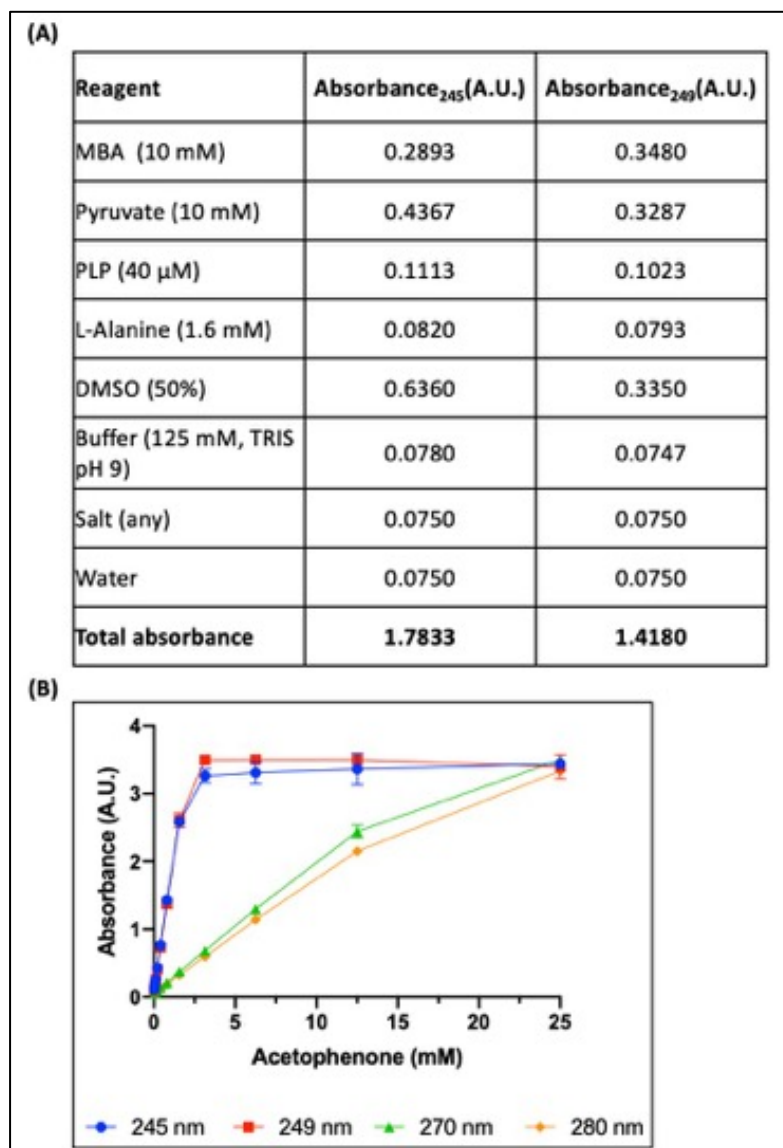 (A)
Reagent Absorbance₂₄₅(A.U.) Absorbance₂₄₉(A.U.)
MBA (10 mM) 0.2893 0.3480
Pyruvate (10 mM) 0.4367 0.3287
PLP (40 μM) 0.1113 0.1023
L-Alanine (1.6 mM) 0.0820 0.0793
DMSO (50%) 0.6360 0.3350
Buffer (125 mM, TRIS
pH 9) 0.0780 0.0747
Salt (any) 0.0750 0.0750
Water 0.0750 0.0750
Total absorbance 1.7833 1.4180
(B)
Absorbance (A.U.)
4
3
2
1
0
0 5 10 15 20 25
Acetophenone (mM)
245 nm 249 nm 270 nm 280 nm